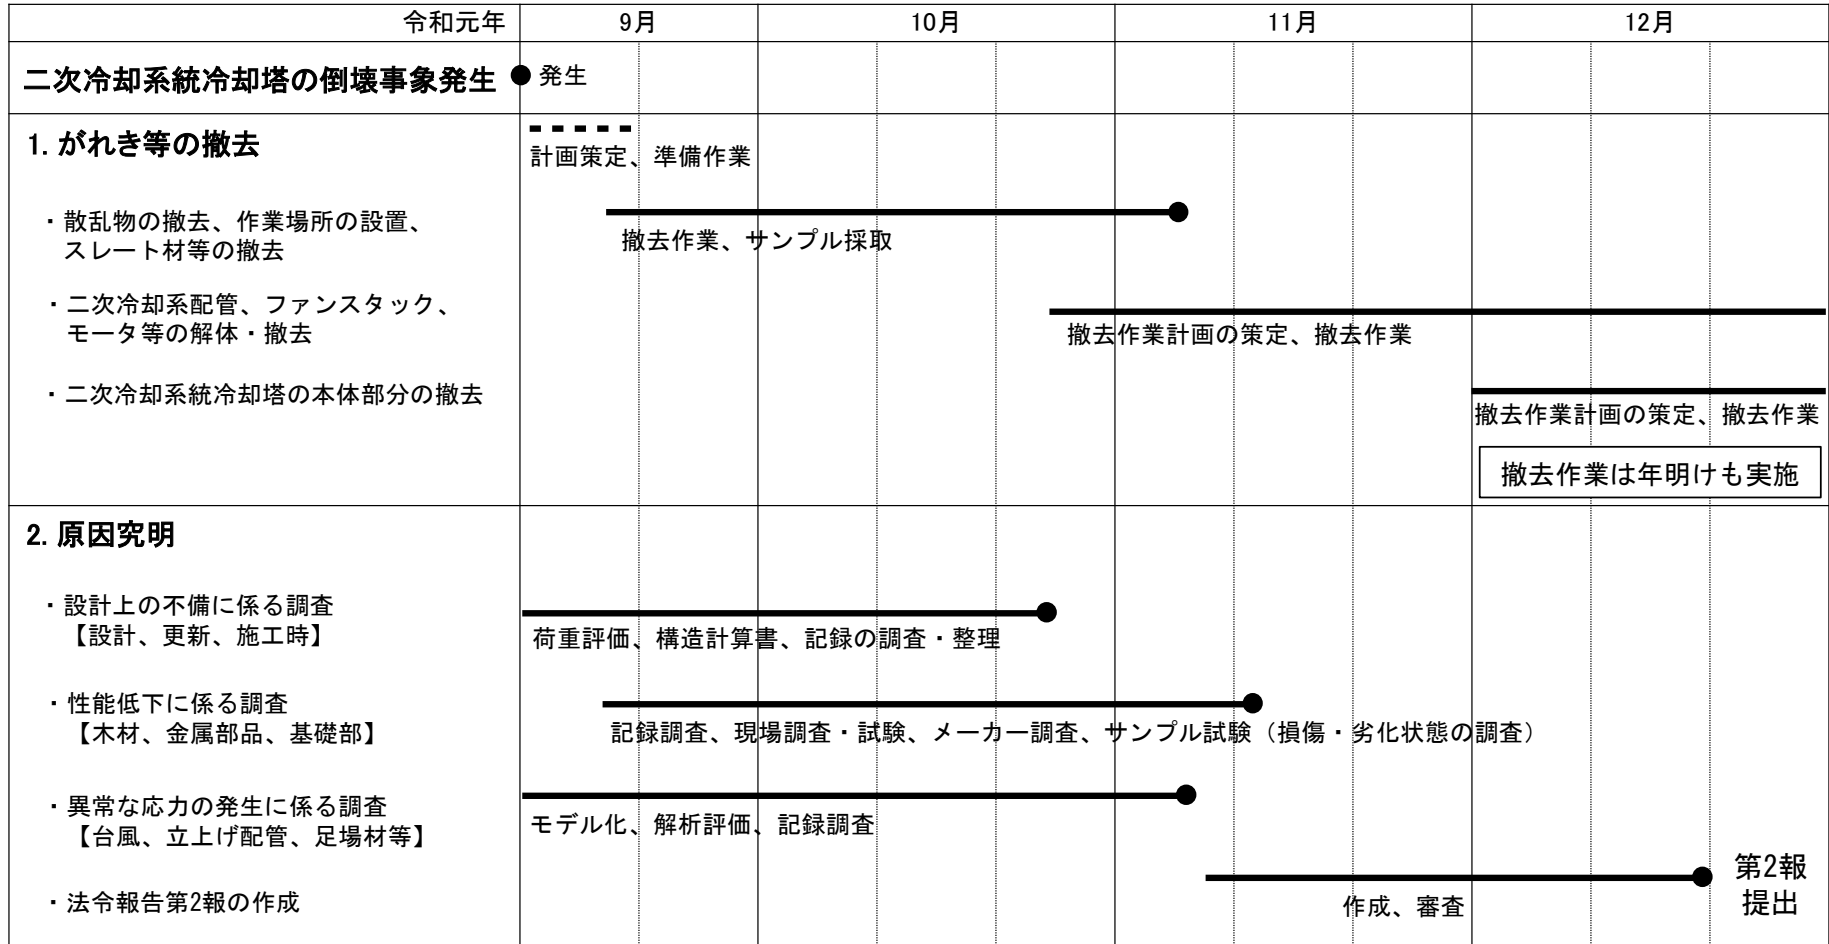 令和元年 9月 10月 11月 12月
二次冷却系統冷却塔の倒壊事象発生 発生
1. がれき等の撤去
計画策定、準備作業
・散乱物の撤去、作業場所の設置、
スレート材等の撤去
撤去作業、サンプル採取
・二次冷却系配管、ファンスタック、
モータ等の解体・撤去
撤去作業計画の策定、撤去作業
・二次冷却系統冷却塔の本体部分の撤去
撤去作業計画の策定、撤去作業
撤去作業は年明けも実施
2. 原因究明
・設計上の不備に係る調査
【設計、更新、施工時】
荷重評価、構造計算書、記録の調査・整理
・性能低下に係る調査
【木材、金属部品、基礎部】
記録調査、現場調査・試験、メーカー調査、サンプル試験（損傷・劣化状態の調査）
・異常な応力の発生に係る調査
【台風、立上げ配管、足場材等】
モデル化、解析評価、記録調査
・法令報告第2報の作成
作成、審査
第2報
提出